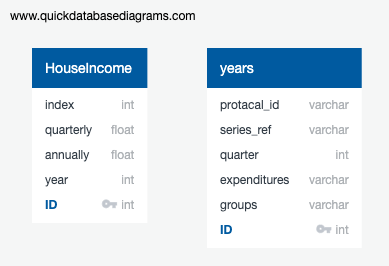 www.quickdatabasediagrams.com
HouseIncome
index int
quarterly float
annually float
year int
ID int
years
protacal_id varchar
series_ref varchar
quarter int
expenditures varchar
groups varchar
ID int